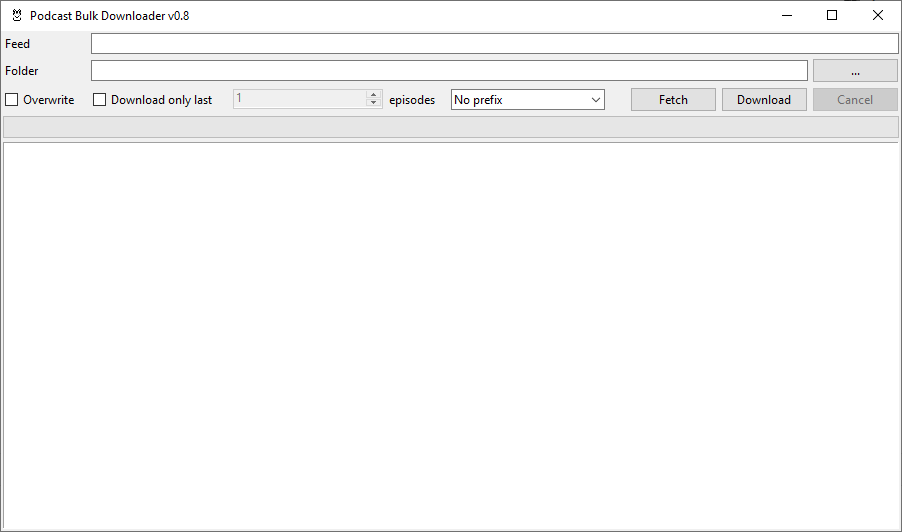 Podcast Bulk Downloader v0.8
Feed
Folder
...
Overwrite Download only last 1 episodes No prefix Fetch Download Cancel